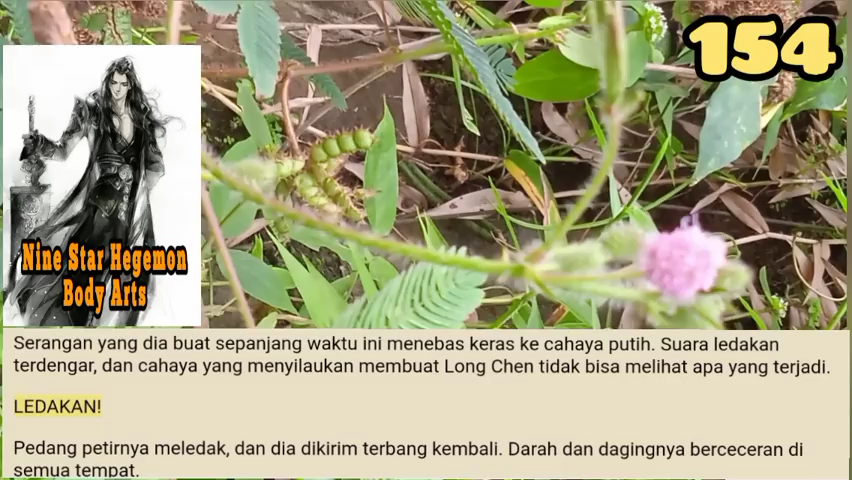 154
Nine Star Hegemon
Body Arts
Serangan yang dia buat sepanjang waktu ini menebas keras ke cahaya putih. Suara ledakan
terdengar, dan cahaya yang menyilaukan membuat Long Chen tidak bisa melihat apa yang terjadi.
LEDAKAN!
Pedang petirnya meledak, dan dia dikirim terbang kembali. Darah dan dagingnya berceceran di
semua tempat.